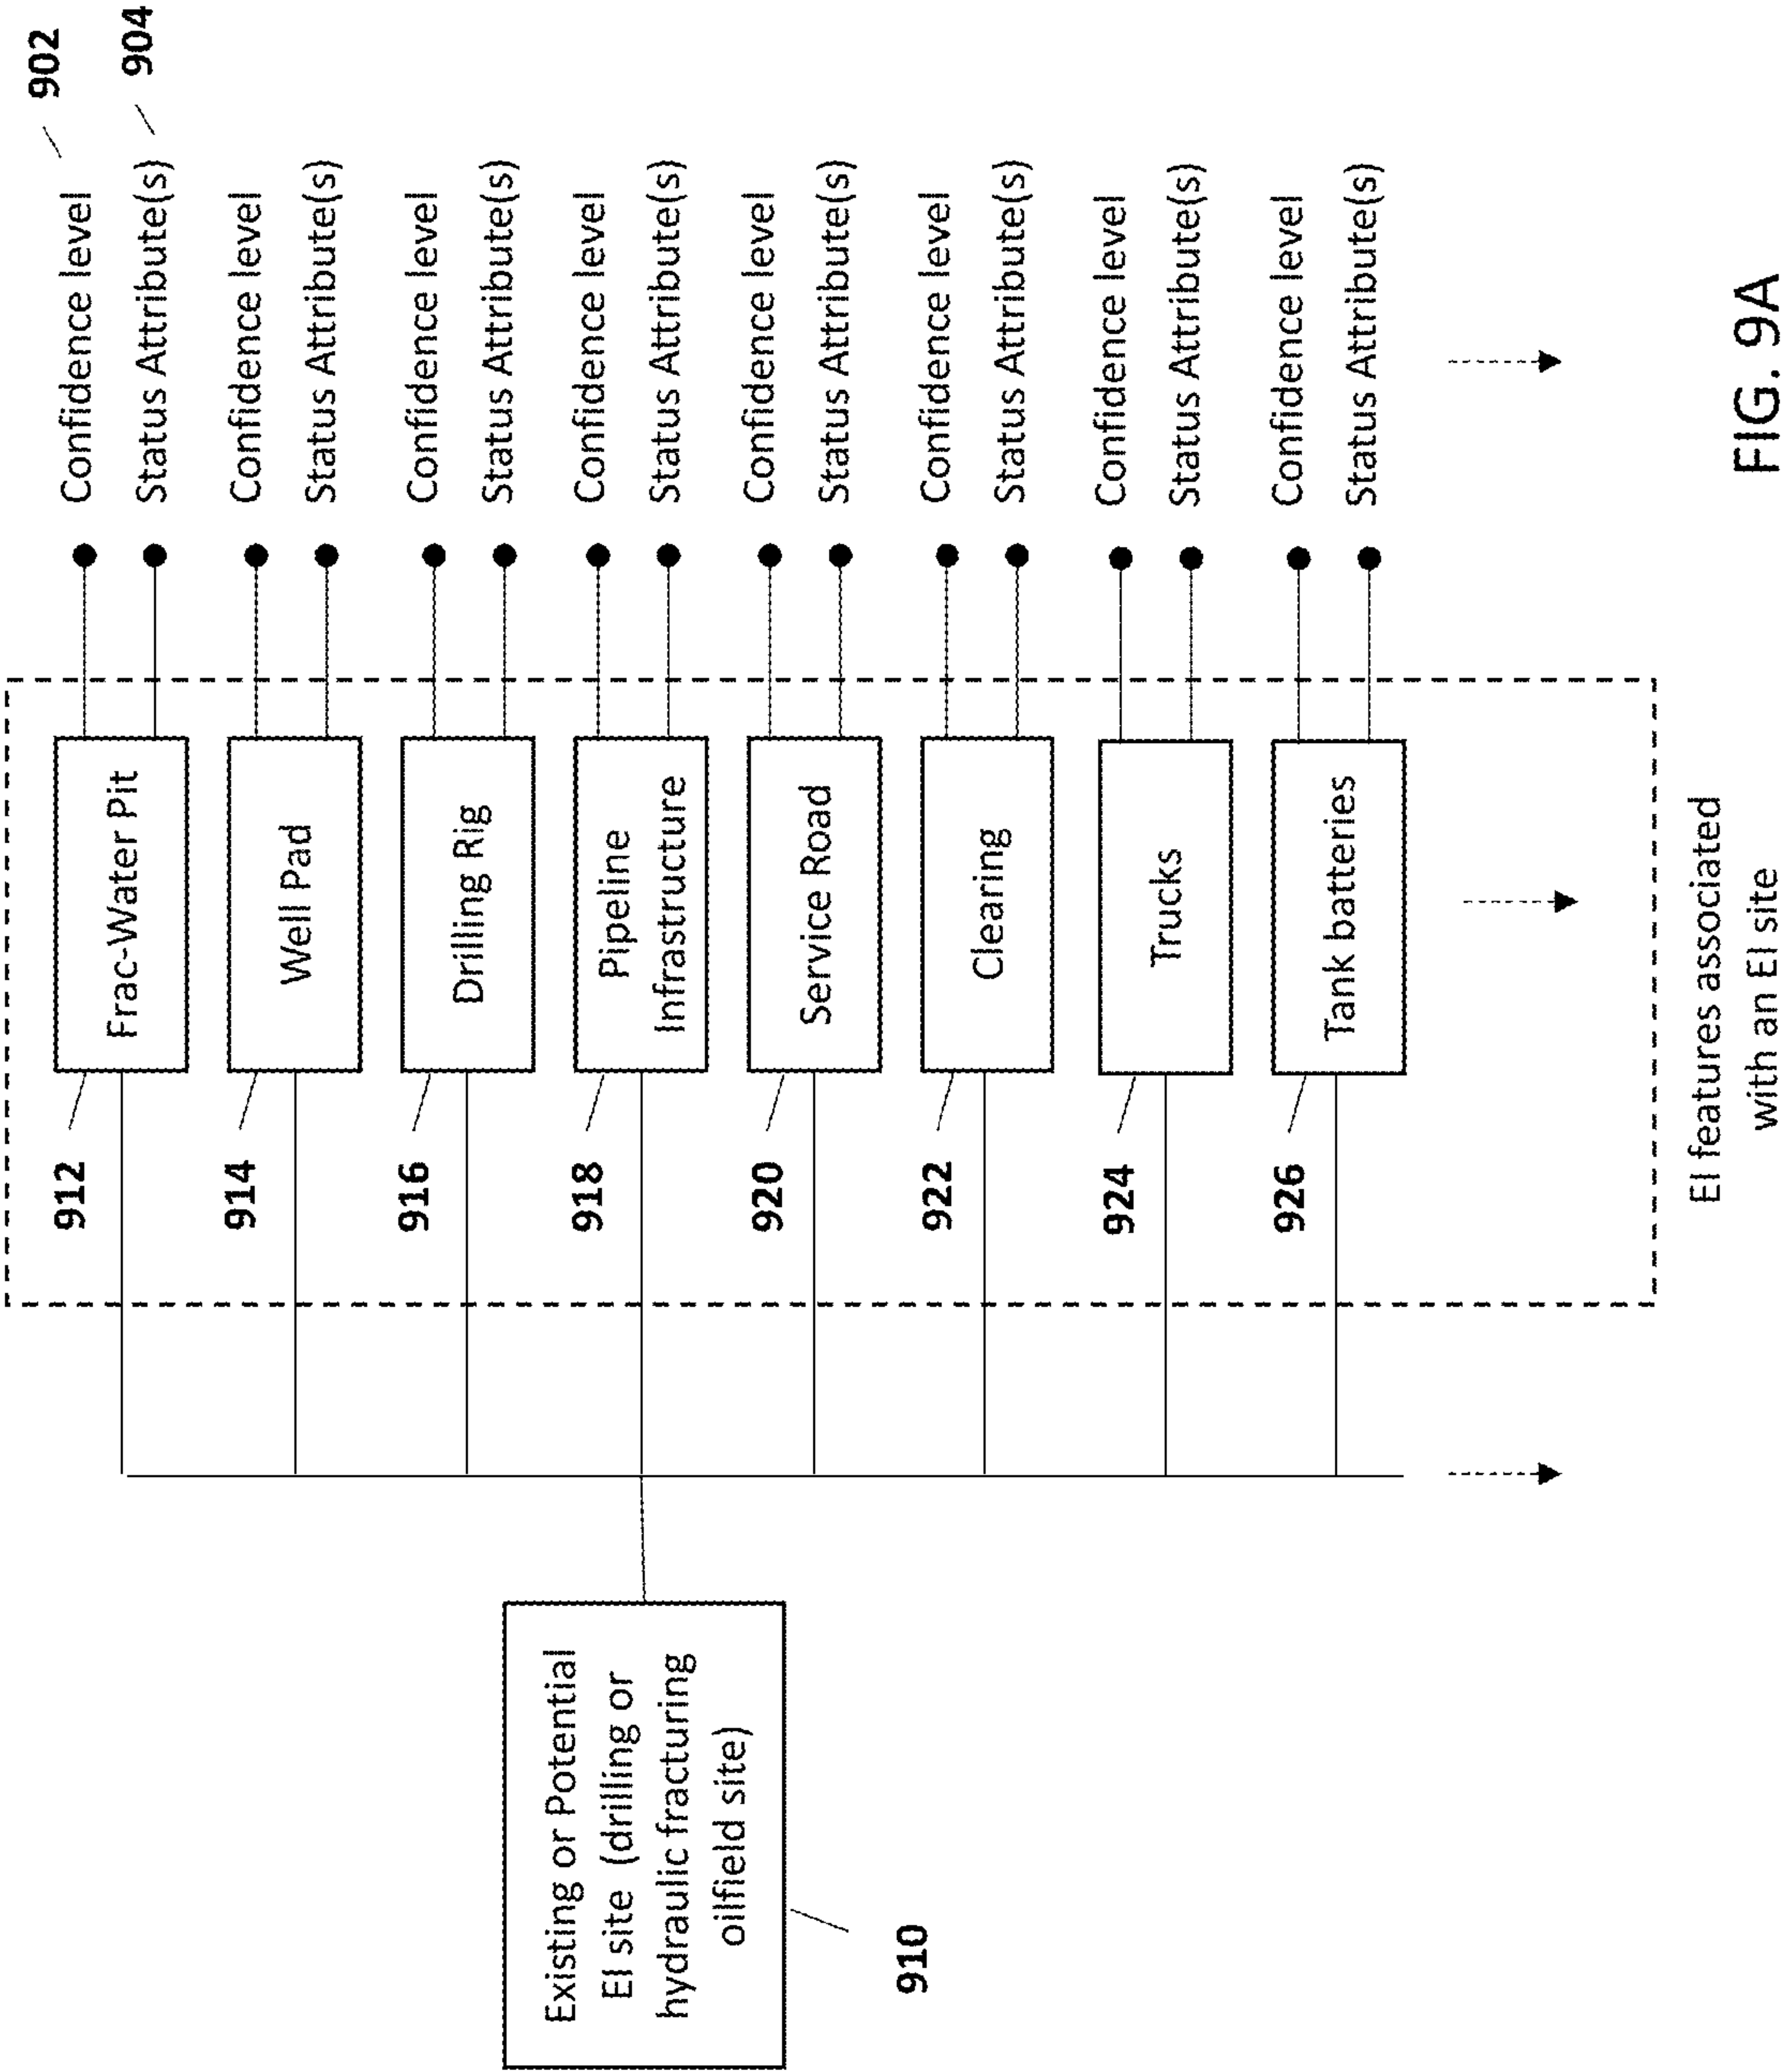 902
Confidence level
Status Attribute(s)
904
912
Frac-Water Pit
914
Well Pad
Confidence level
Status Attribute(s)
916
Drilling Rig
Confidence level
Status Attribute(s)
Existing or Potential
EI site (drilling or
hydraulic fracturing
oilfield site)
910
918
Pipeline
Infrastructure
Confidence level
Status Attribute(s)
920
Service Road
Confidence level
Status Attribute(s)
922
Clearing
Confidence level
Status Attribute(s)
924
Trucks
Confidence level
Status Attribute(s)
926
Tank batteries
Confidence level
Status Attribute(s)
EI features associated
with an EI site
FIG. 9A